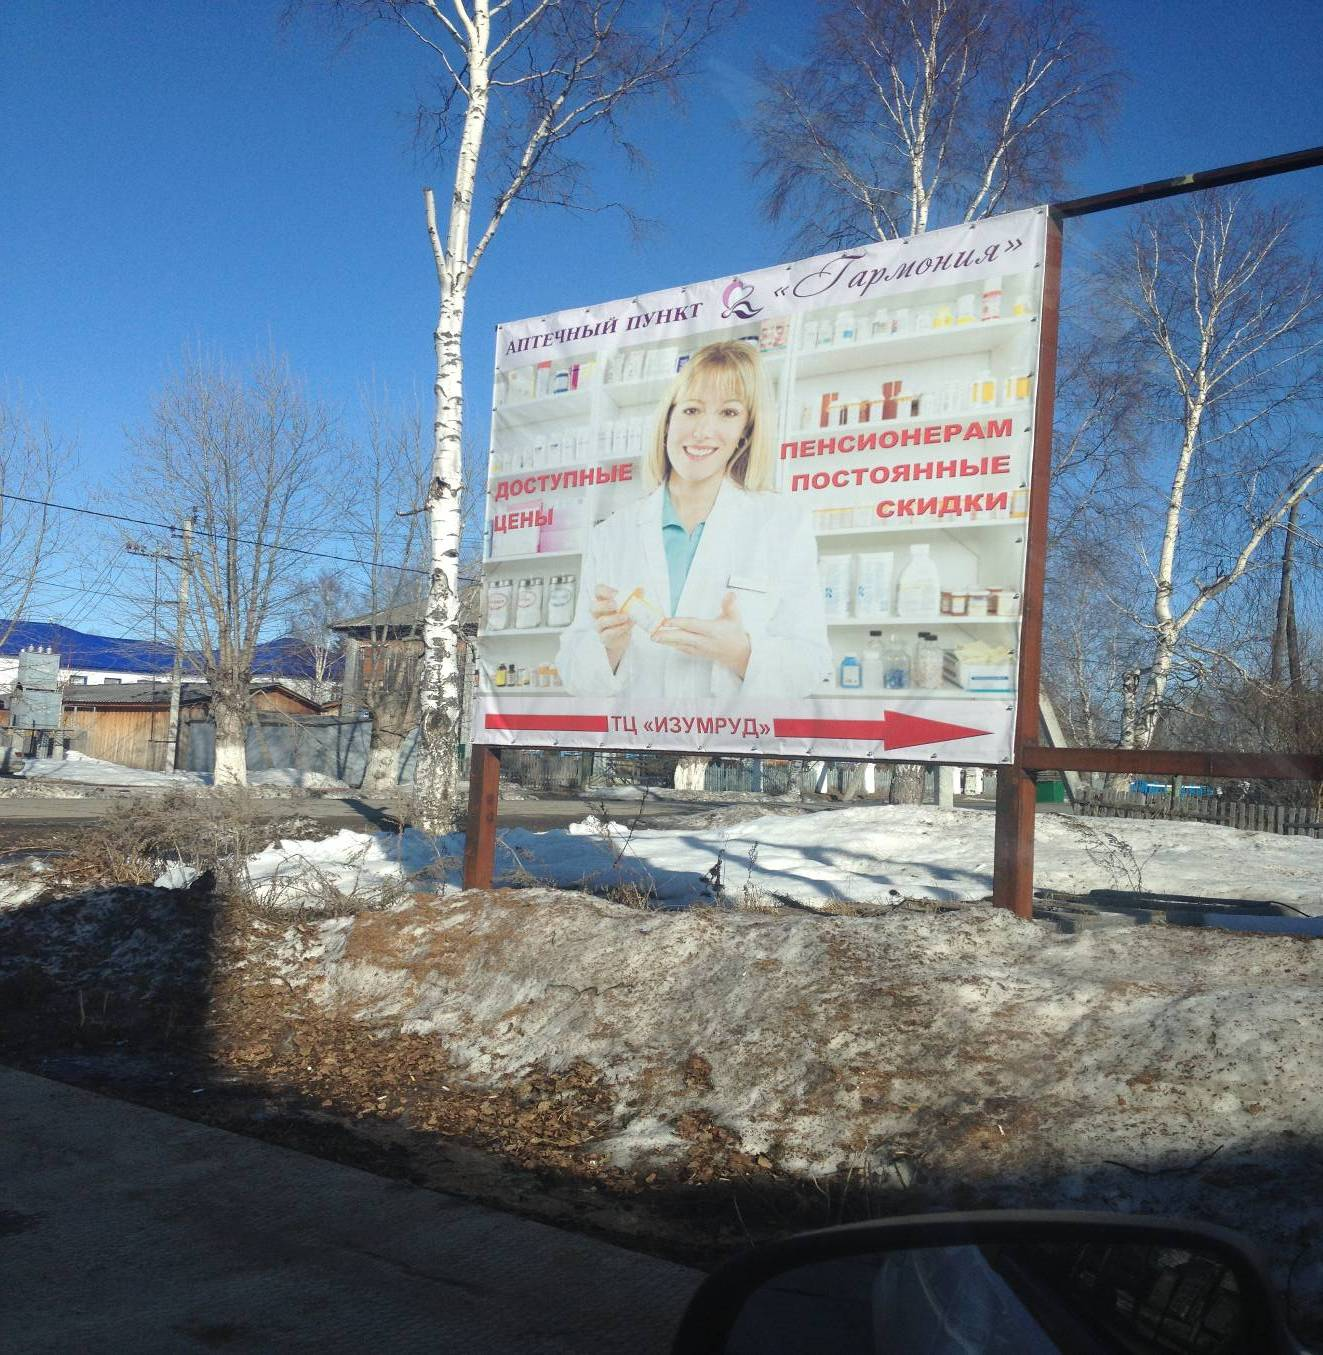 АПТЕЧНЫЙ ПУНКТ «Гармония»
ДОСТУПНЫЕ
ЦЕНЫ
ПЕНСИОНЕРАМ
ПОСТОЯННЫЕ
СКИДКИ
ТЦ «ИЗУМРУД»